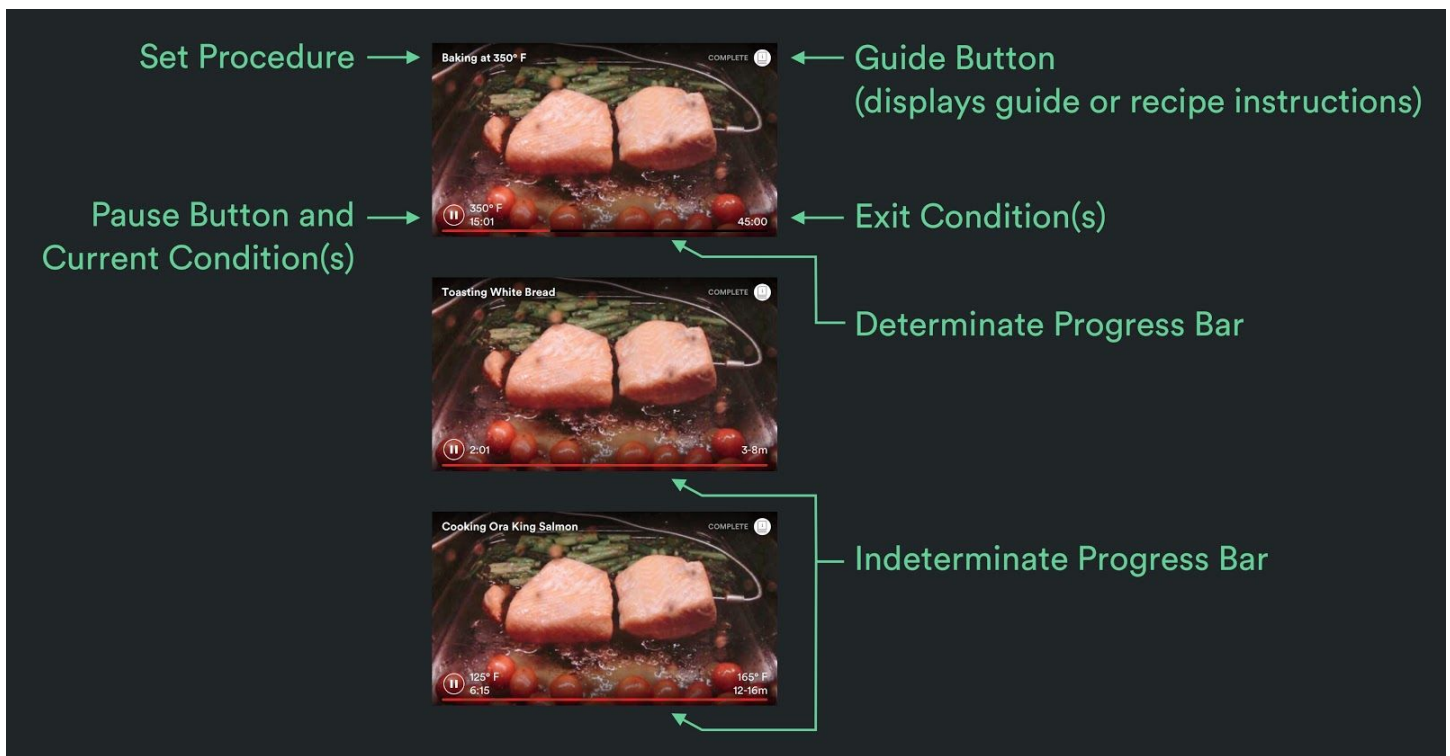 Set Procedure
Baking at 350° F
COMPLETE
Guide Button
(displays guide or recipe instructions)
Pause Button and
Current Condition(s)
350° F
15:01
45:00
Exit Condition(s)
Determinate Progress Bar
Toasting White Bread
COMPLETE
2:01
3-8m
Indeterminate Progress Bar
Cooking Ora King Salmon
COMPLETE
125° F
6:15
165° F
12-16m